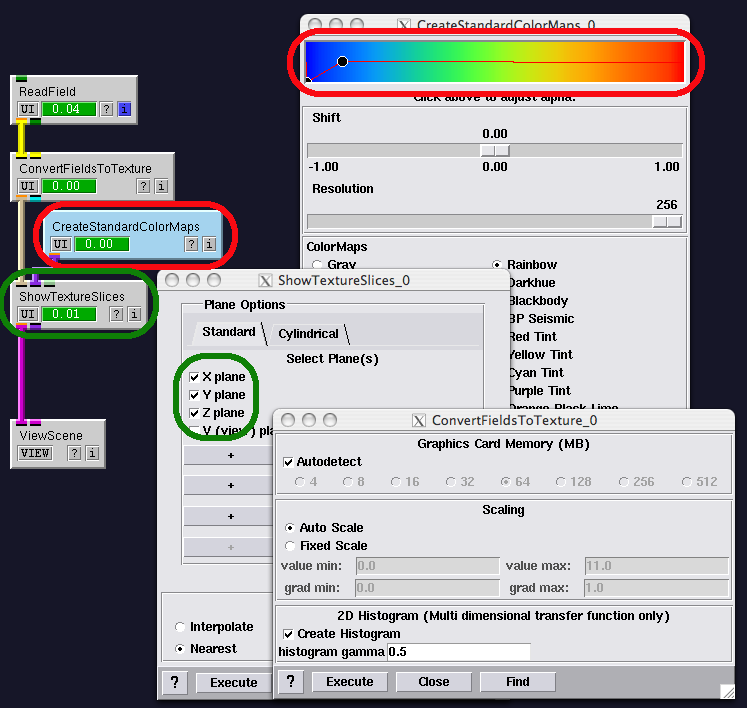 ReadField
UI 0.04 ? i
ConvertFieldsToTexture
UI 0.00 ? i
CreateStandardColorMaps
UI 0.00 ? i
ShowTextureSlices
UI 0.01 ? i
ViewScene
VIEW ? i
CreateStandardColorMaps_0
Click above to adjust alpha.
Shift
0.00
-1.00 0.00 1.00
Resolution
256
ColorMaps
Gray Rainbow
Darkhue
Blackbody
BP Seismic
Red Tint
Yellow Tint
Cyan Tint
Purple Tint
Orange Black Lime
ShowTextureSlices_0
Plane Options
Standard Cylindrical
Select Plane(s)
X plane
Y plane
Z plane
V (view) pla
+
+
+
+
Interpolate
Nearest
? Execute
ConvertFieldsToTexture_0
Graphics Card Memory (MB)
Autodetect
4 8 16 32 64 128 256 512
Scaling
Auto Scale
Fixed Scale
value min: 0.0 value max: 11.0
grad min: 0.0 grad max: 1.0
2D Histogram (Multi dimensional transfer function only)
Create Histogram
histogram gamma 0.5
? Execute Close Find